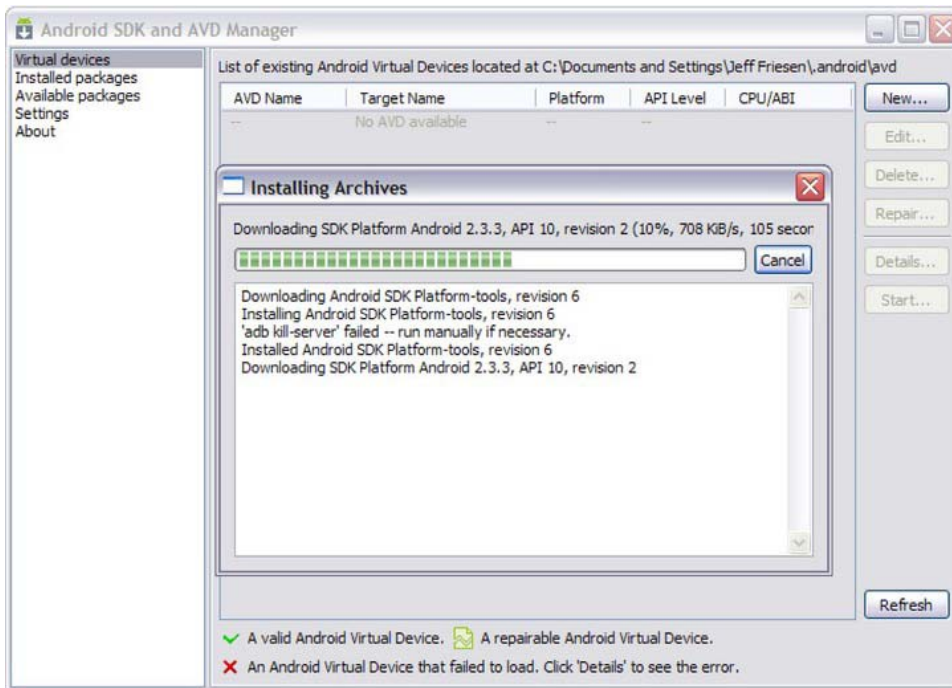 Android SDK and AVD Manager
Virtual devices
Installed packages
Available packages
Settings
About
List of existing Android Virtual Devices located at C:\Documents and Settings\Jeff Friesen\.android\avd
AVD Name Target Name Platform API Level CPU/ABI
-- No AVD available -- --
New...
Edit...
Delete...
Repair...
Details...
Start...
Refresh
Installing Archives
Downloading SDK Platform Android 2.3.3, API 10, revision 2 (10%, 708 KiB/s, 105 secor
Cancel
Downloading Android SDK Platform-tools, revision 6
Installing Android SDK Platform-tools, revision 6
'adb kill-server' failed -- run manually if necessary.
Installed Android SDK Platform-tools, revision 6
Downloading SDK Platform Android 2.3.3, API 10, revision 2
A valid Android Virtual Device. A repairable Android Virtual Device.
An Android Virtual Device that failed to load. Click 'Details' to see the error.